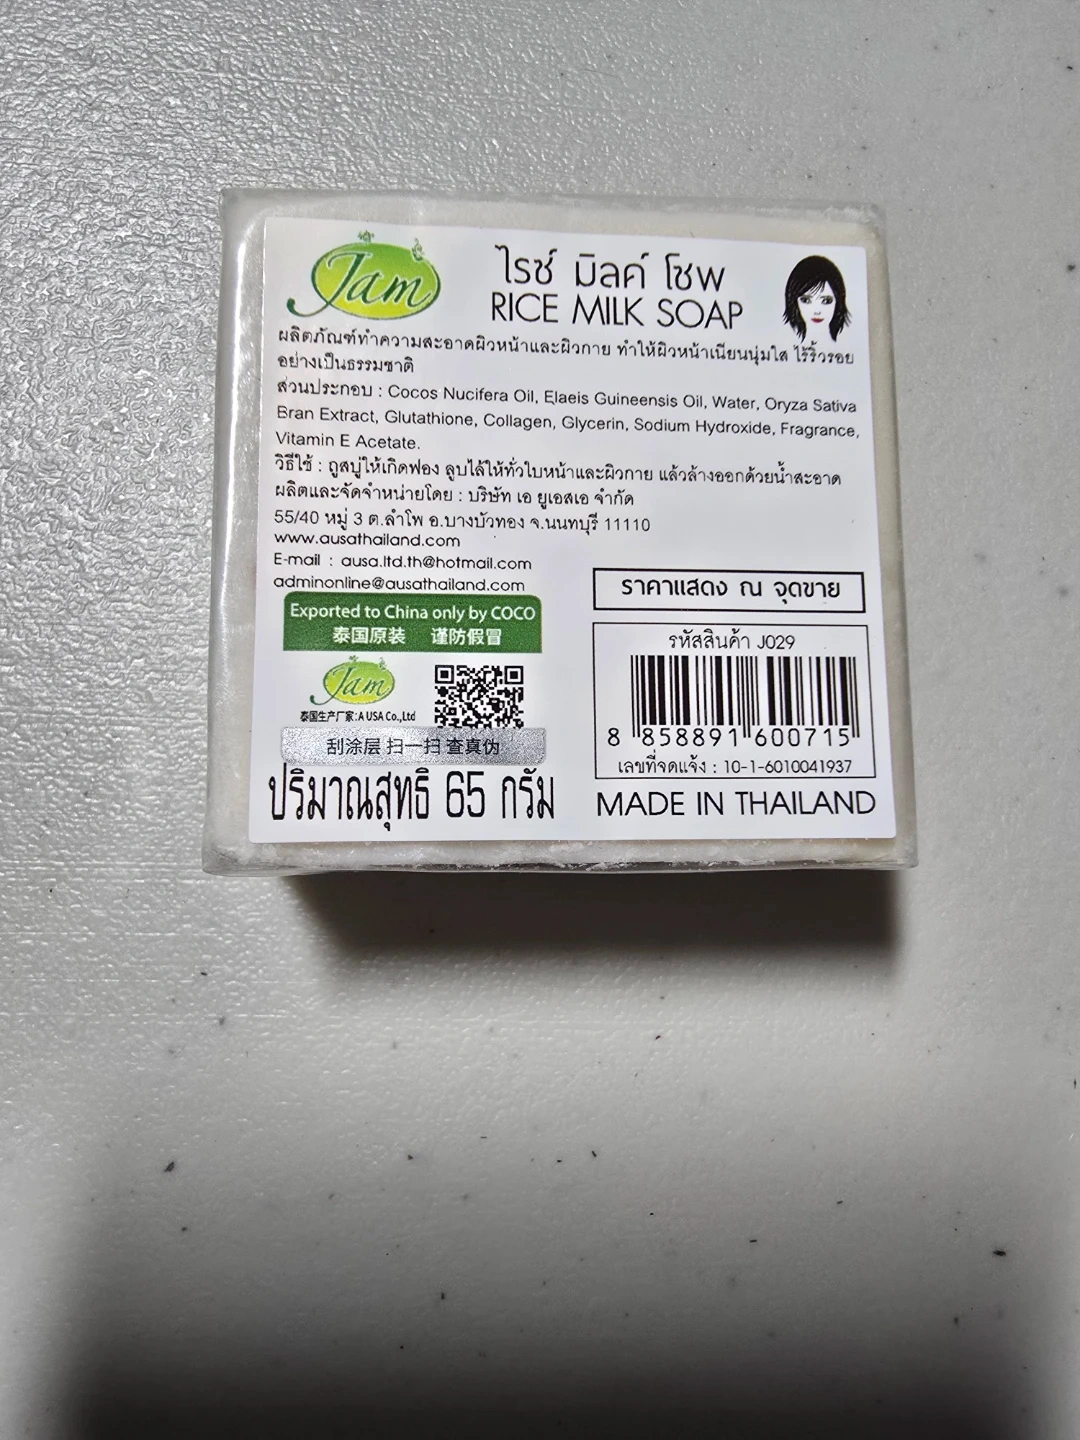 Jam
ไรซ์ มิลค์ โซพ
RICE MILK SOAP
ผลิตภัณฑ์ทำความสะอาดผิวหน้าและผิวกาย ทำให้ผิวหน้าเนียนนุ่มใส ไร้ริ้วรอย
อย่างเป็นธรรมชาติ
ส่วนประกอบ : Cocos Nucifera Oil, Elaeis Guineensis Oil, Water, Oryza Sativa
Bran Extract, Glutathione, Collagen, Glycerin, Sodium Hydroxide, Fragrance,
Vitamin E Acetate.
วิธีใช้ : ถูสบู่ให้เกิดฟอง ลูบไล้ให้ทั่วใบหน้าและผิวกาย แล้วล้างออกด้วยน้ำสะอาด
ผลิตและจัดจำหน่ายโดย : บริษัท เอ ยูเอสเอ จำกัด
55/40 หมู่ 3 ต.ลำโพ อ.บางบัวทอง จ.นนทบุรี 11110
www.ausathailand.com
E-mail : ausa.ltd.th@hotmail.com
adminonline@ausathailand.com
Exported to China only by COCO
泰国原装 谨防假冒
Jam
泰国生产厂家:A USA Co.,Ltd
刮涂层 扫一扫 查真伪
ปริมาณสุทธิ 65 กรัม
ราคาแสดง ณ จุดขาย
รหัสสินค้า J029
8 858891 600715
เลขที่จดแจ้ง : 10-1-6010041937
MADE IN THAILAND